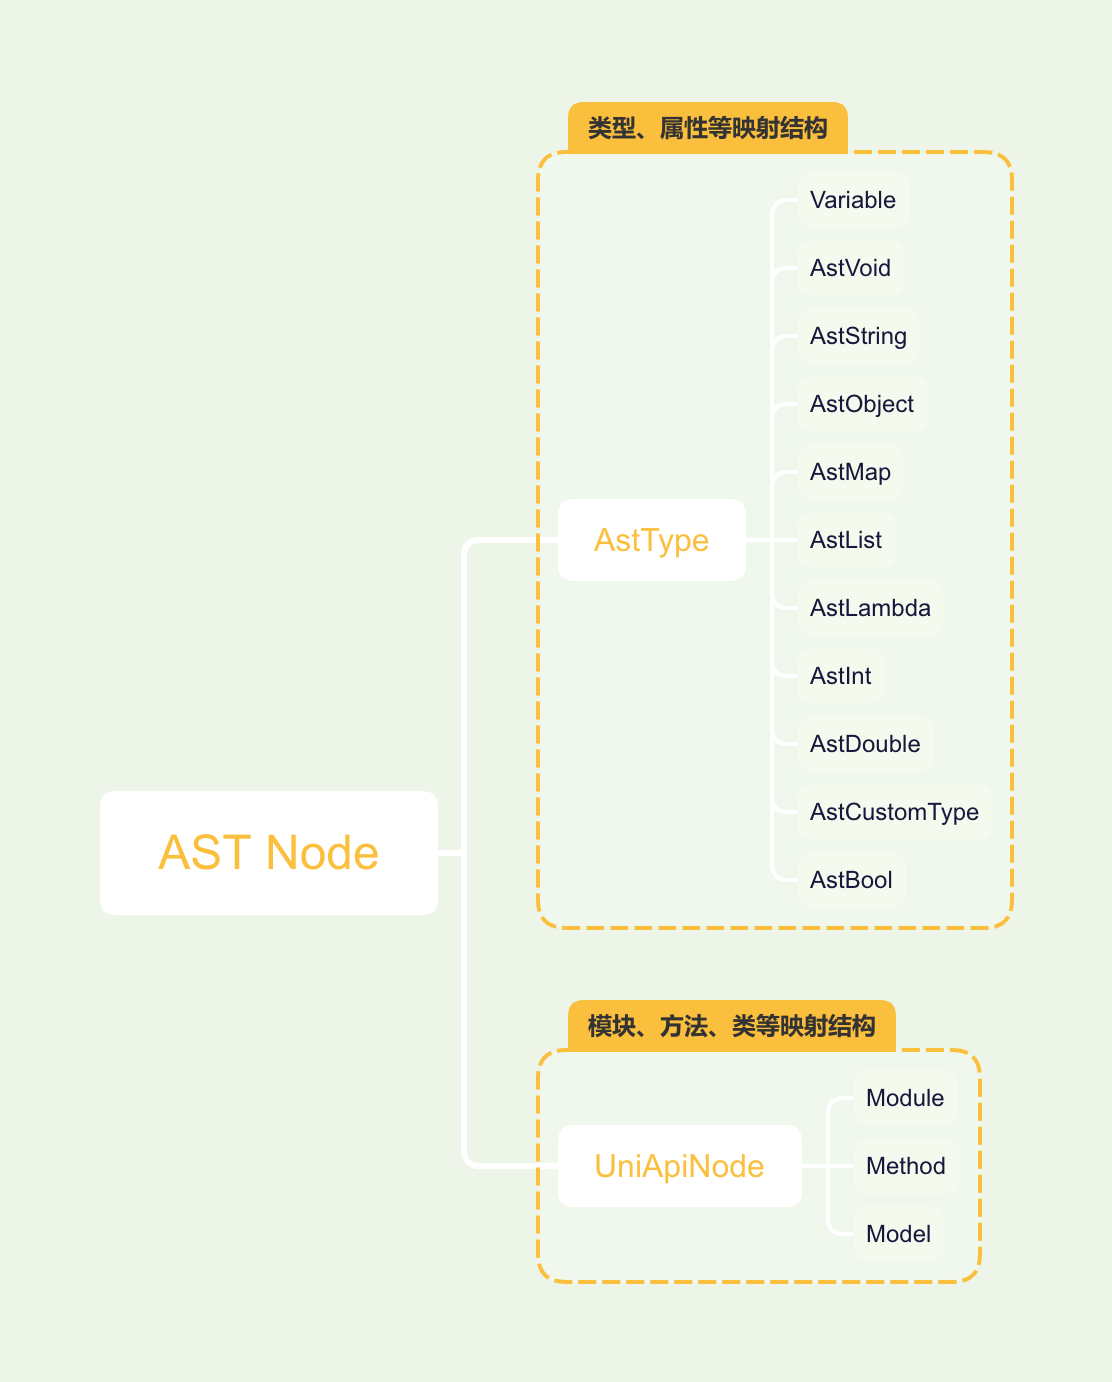 类型、属性等映射结构
Variable
AstVoid
AstString
AstObject
AstMap
AstType
AstList
AstLambda
AstInt
AstDouble
AstCustomType
AstBool
AST Node
模块、方法、类等映射结构
Module
UniApiNode
Method
Model